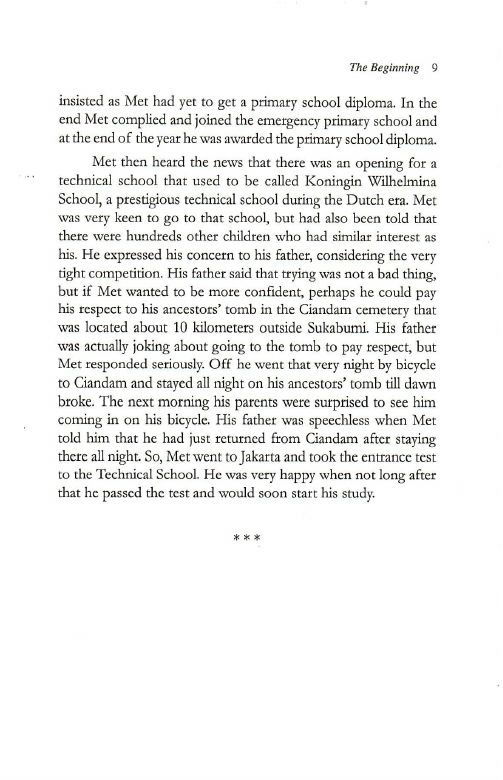 The Beginning 9
insisted as Met had yet to get a primary school diploma. In the
end Met complied and joined the emergency primary school and
at the end of the year he was awarded the primary school diploma.
Met then heard the news that there was an opening for a
technical school that used to be called Koningin Wilhelmina
School, a prestigious technical school during the Dutch era. Met
was very keen to go to that school, but had also been told that
there were hundreds other children who had similar interest as
his. He expressed his concern to his father, considering the very
tight competition. His father said that trying was not a bad thing,
but if Met wanted to be more confident, perhaps he could pay
his respect to his ancestors' tomb in the Ciandam cemetery that
was located about 10 kilometers outside Sukabumi. His father
was actually joking about going to the tomb to pay respect, but
Met responded seriously. Off he went that very night by bicycle
to Ciandam and stayed all night on his ancestors' tomb till dawn
broke. The next morning his parents were surprised to see him
coming in on his bicycle. His father was speechless when Met
told him that he had just returned from Ciandam after staying
there all night. So, Met went to Jakarta and took the entrance test
to the Technical School. He was very happy when not long after
that he passed the test and would soon start his study.
***